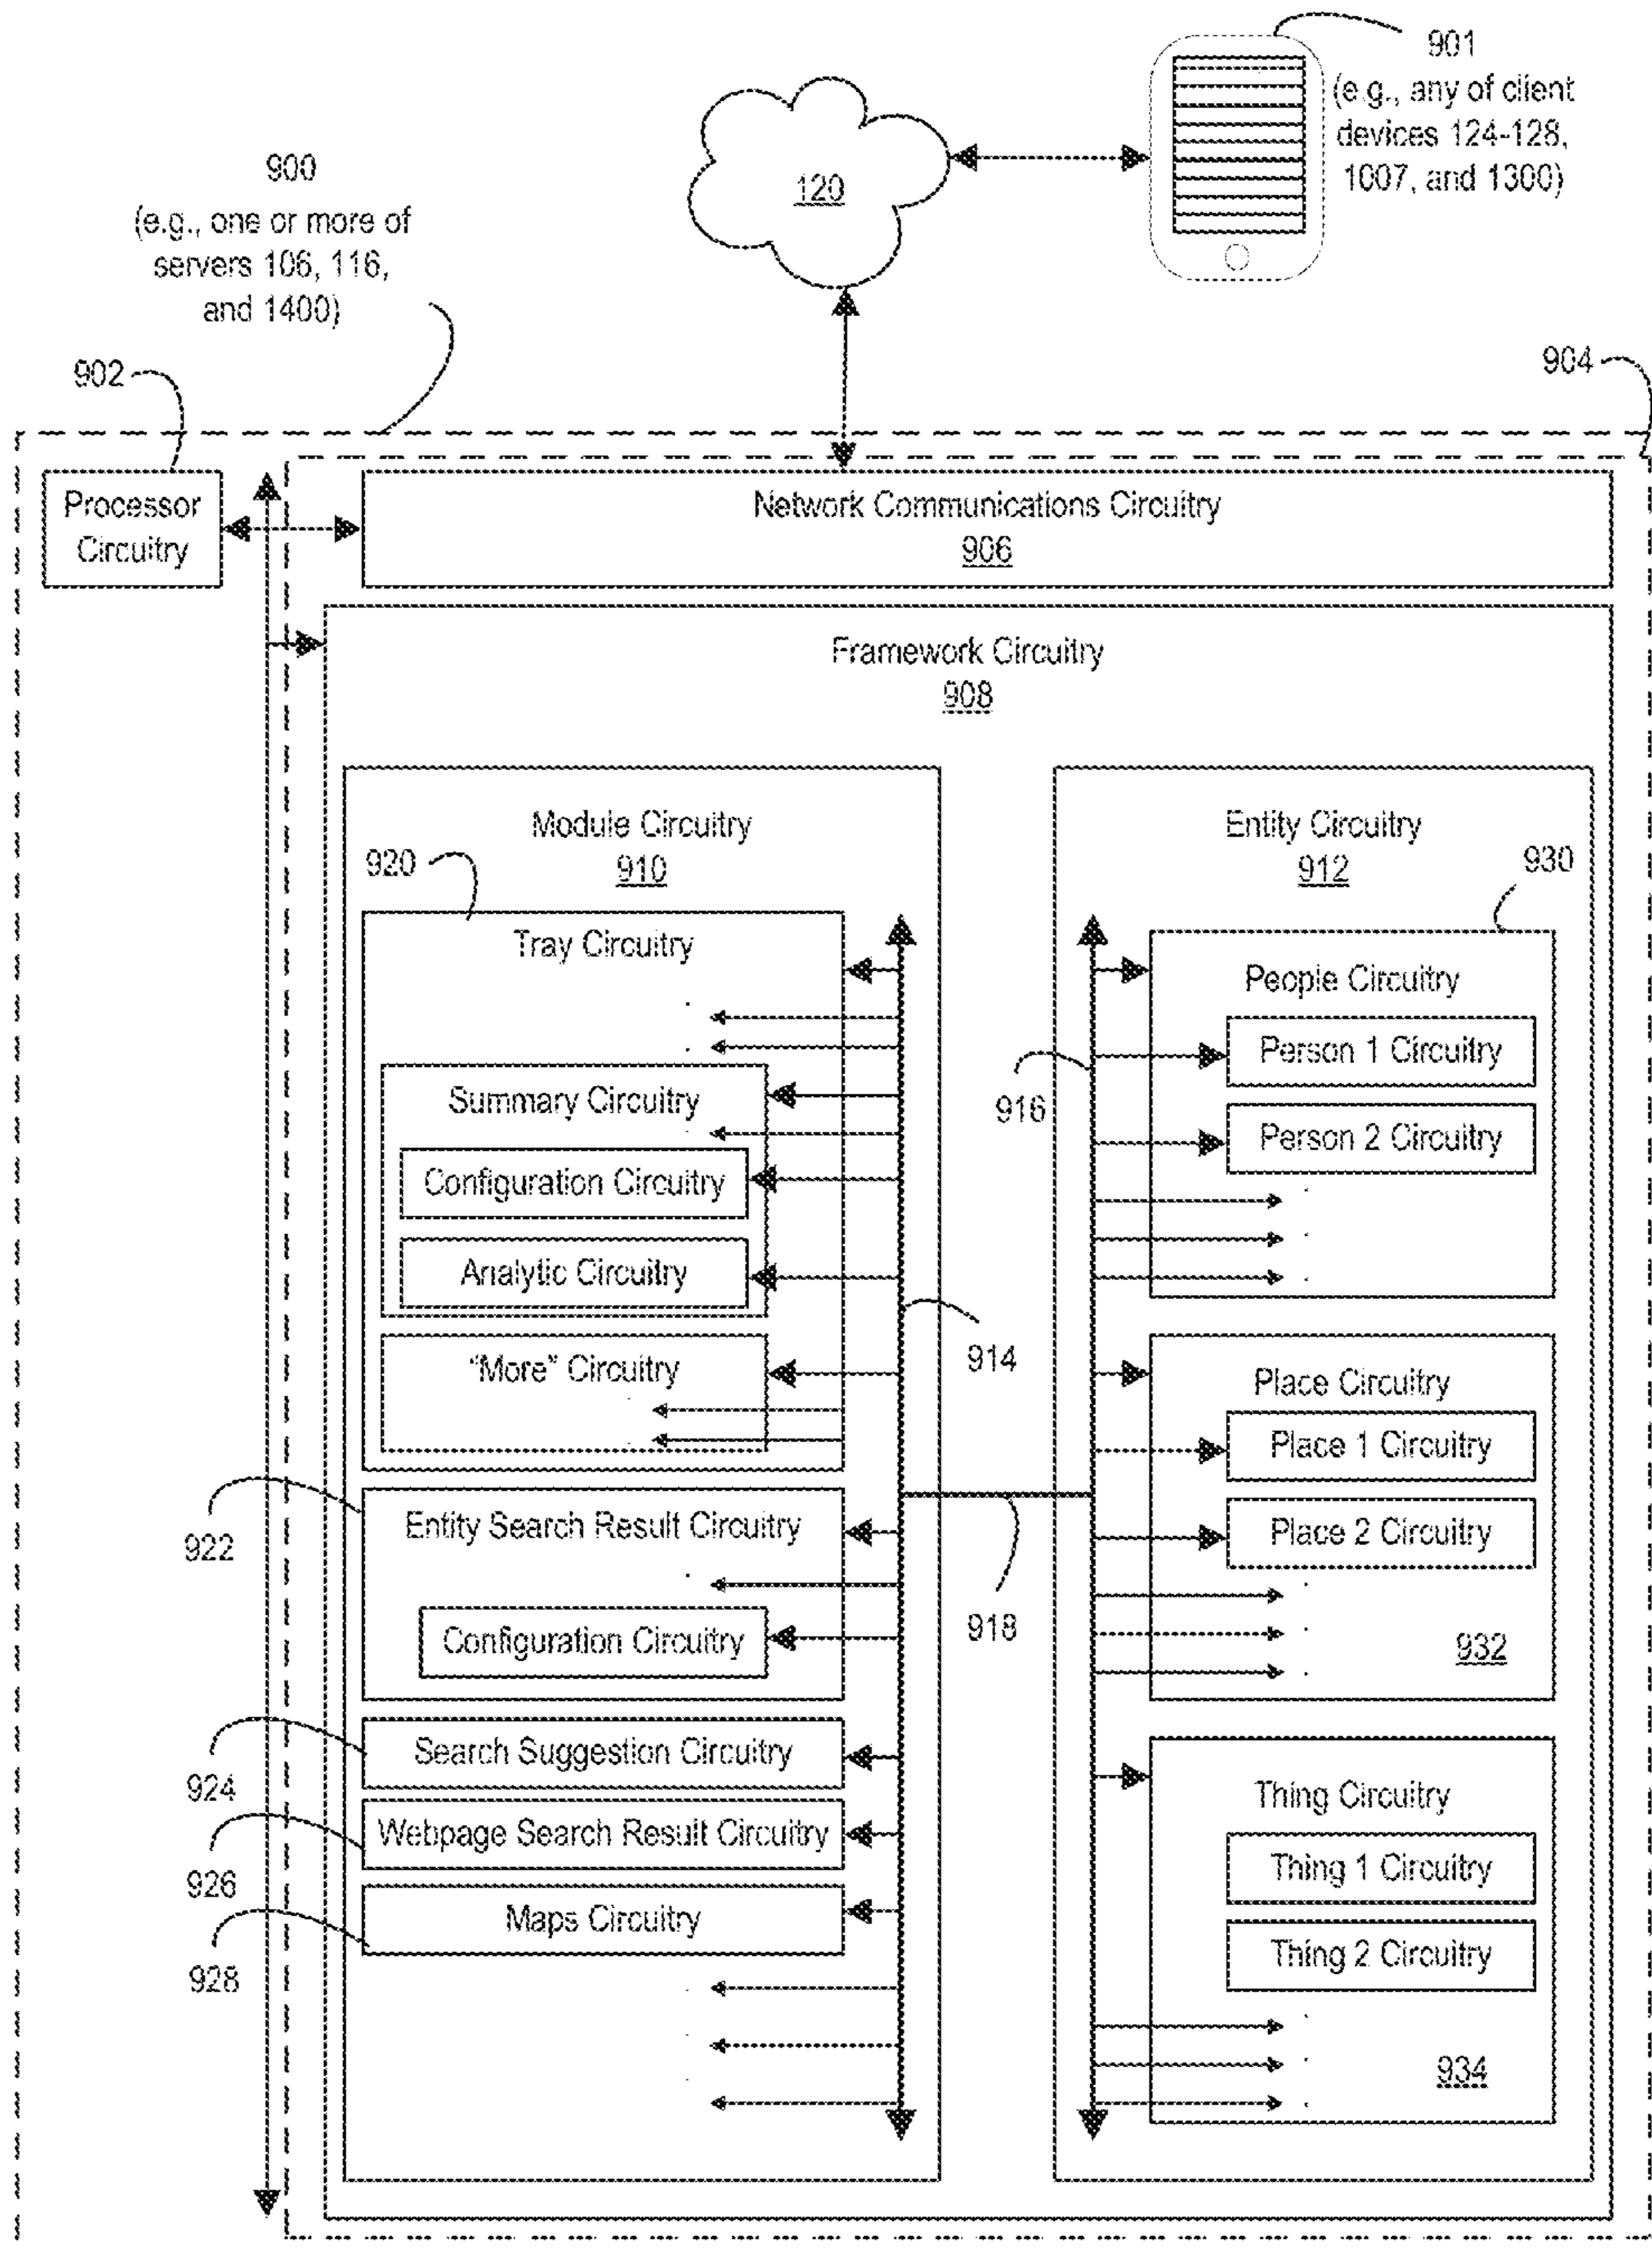 901
(e.g., any of client
devices 124-128,
1007, and 1300)
120
900
(e.g., one or more of
servers 106, 116,
and 1400)
902
904
Processor
Circuitry
Network Communications Circuitry
906
Framework Circuitry
908
Module Circuitry
910
920
Tray Circuitry
Summary Circuitry
Configuration Circuitry
Analytic Circuitry
"More" Circuitry
914
922
Entity Search Result Circuitry
Configuration Circuitry
918
924
Search Suggestion Circuitry
926
Webpage Search Result Circuitry
928
Maps Circuitry
Entity Circuitry
912
930
916
People Circuitry
Person 1 Circuitry
Person 2 Circuitry
Place Circuitry
Place 1 Circuitry
Place 2 Circuitry
932
Thing Circuitry
Thing 1 Circuitry
Thing 2 Circuitry
934